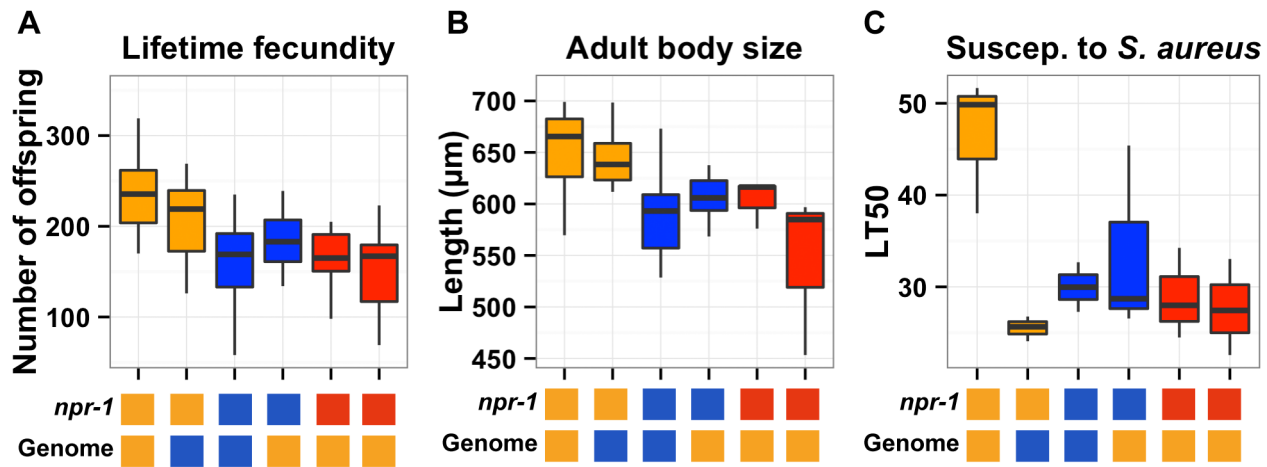 A
Lifetime fecundity
Number of offspring
300
200
100
npr-1
Genome
B
Adult body size
Length (µm)
700
650
600
550
500
450
npr-1
Genome
C
Suscep. to S. aureus
LT50
50
40
30
npr-1
Genome